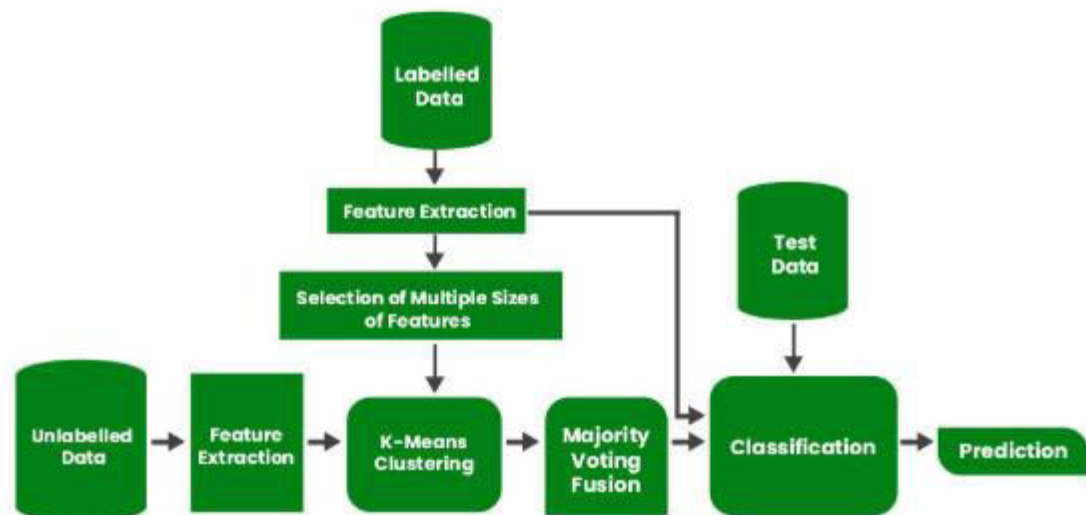 Labelled
Data
Feature Extraction
Test
Data
Selection of Multiple Sizes
of Features
Unlabelled
Data
Feature
Extraction
K-Means
Clustering
Majority
Voting
Fusion
Classification
Prediction